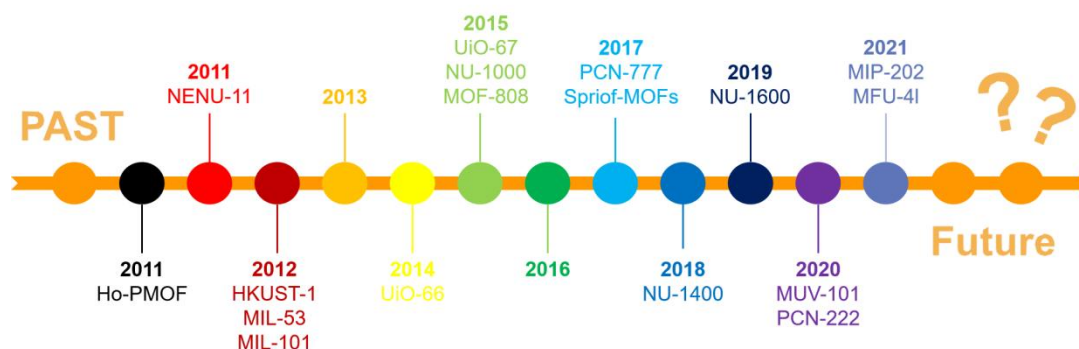 PAST
2011
Ho-PMOF
2011
NENU-11
2012
HKUST-1
MIL-53
MIL-101
2013
2014
UiO-66
2015
UiO-67
NU-1000
MOF-808
2016
2017
PCN-777
Spriof-MOFs
2018
NU-1400
2019
NU-1600
2020
MUV-101
PCN-222
2021
MIP-202
MFU-4l
??
Future